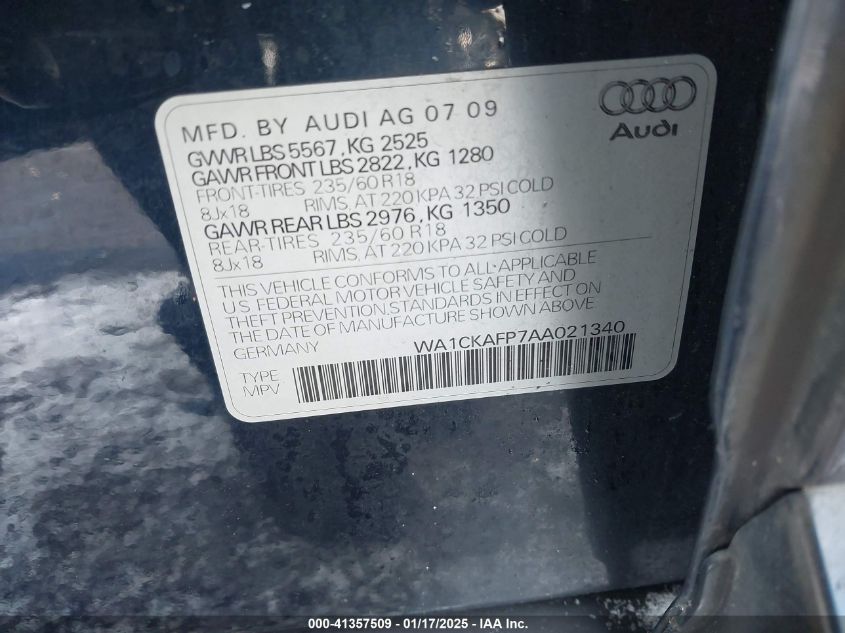 MFD. BY AUDI AG 07 09
GVWR LBS 5567, KG 2525
GAWR FRONT LBS 2822, KG 1280
FRONT-TIRES 235/60 R18
8Jx18 RIMS, AT 220 KPA 32 PSI COLD
GAWR REAR LBS 2976, KG 1350
REAR-TIRES 235/60 R18
8Jx18 RIMS, AT 220 KPA 32 PSI COLD
THIS VEHICLE CONFORMS TO ALL APPLICABLE
U.S. FEDERAL MOTOR VEHICLE SAFETY AND
THEFT PREVENTION STANDARDS IN EFFECT ON
THE DATE OF MANUFACTURE SHOWN ABOVE
GERMANY WA1CKAFP7AA021340
TYPE
MPV
Audi
000-41357509 - 01/17/2025 - IAAI Inc.